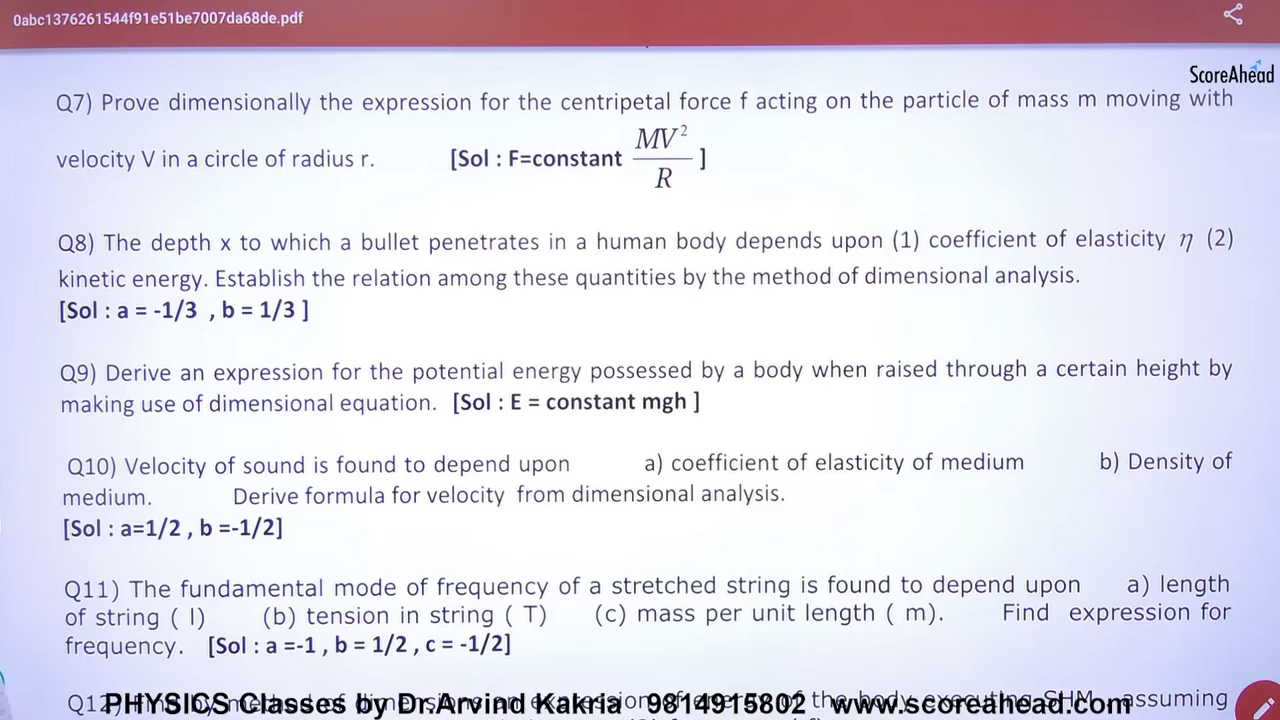 0abc1376261544f91e51be7007da68de.pdf
ScoreAhead
Q7) Prove dimensionally the expression for the centripetal force f acting on the particle of mass m moving with
velocity V in a circle of radius r. [Sol : F=constant MV²/R ]
Q8) The depth x to which a bullet penetrates in a human body depends upon (1) coefficient of elasticity η (2)
kinetic energy. Establish the relation among these quantities by the method of dimensional analysis.
[Sol : a = -1/3 , b = 1/3 ]
Q9) Derive an expression for the potential energy possessed by a body when raised through a certain height by
making use of dimensional equation. [Sol : E = constant mgh ]
Q10) Velocity of sound is found to depend upon a) coefficient of elasticity of medium b) Density of
medium. Derive formula for velocity from dimensional analysis.
[Sol : a=1/2 , b =-1/2]
Q11) The fundamental mode of frequency of a stretched string is found to depend upon a) length
of string ( l) (b) tension in string ( T) (c) mass per unit length ( m). Find expression for
frequency. [Sol : a =-1 , b = 1/2 , c = -1/2]
Q12) of the body executing SHM assuming
PHYSICS Classes by Dr.Arvind Kakria 9814915802 www.scoreahead.com